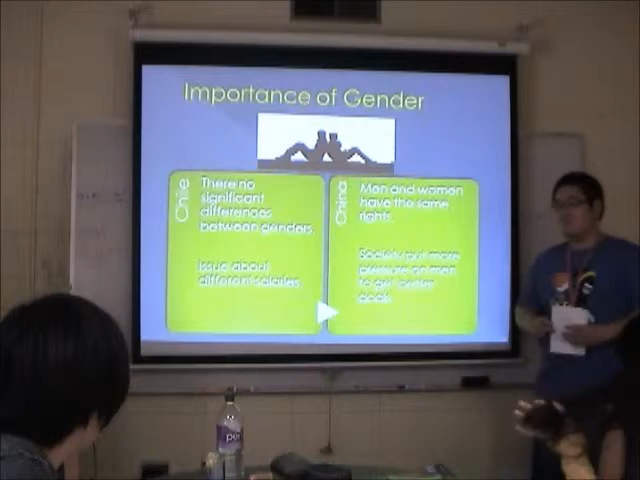 Importance of Gender
Chile
There no
significant
differences
between genders.
Issue about
different salaries.
China
Men and women
have the same
rights.
Society put more
pressure on men
to get better
goals.